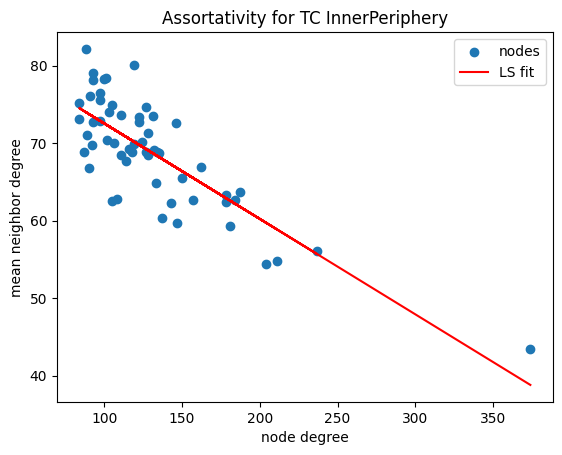 Assortativity for TC InnerPeriphery
nodes
LS fit
mean neighbor degree
80
70
60
50
40
100
150
200
250
300
350
node degree